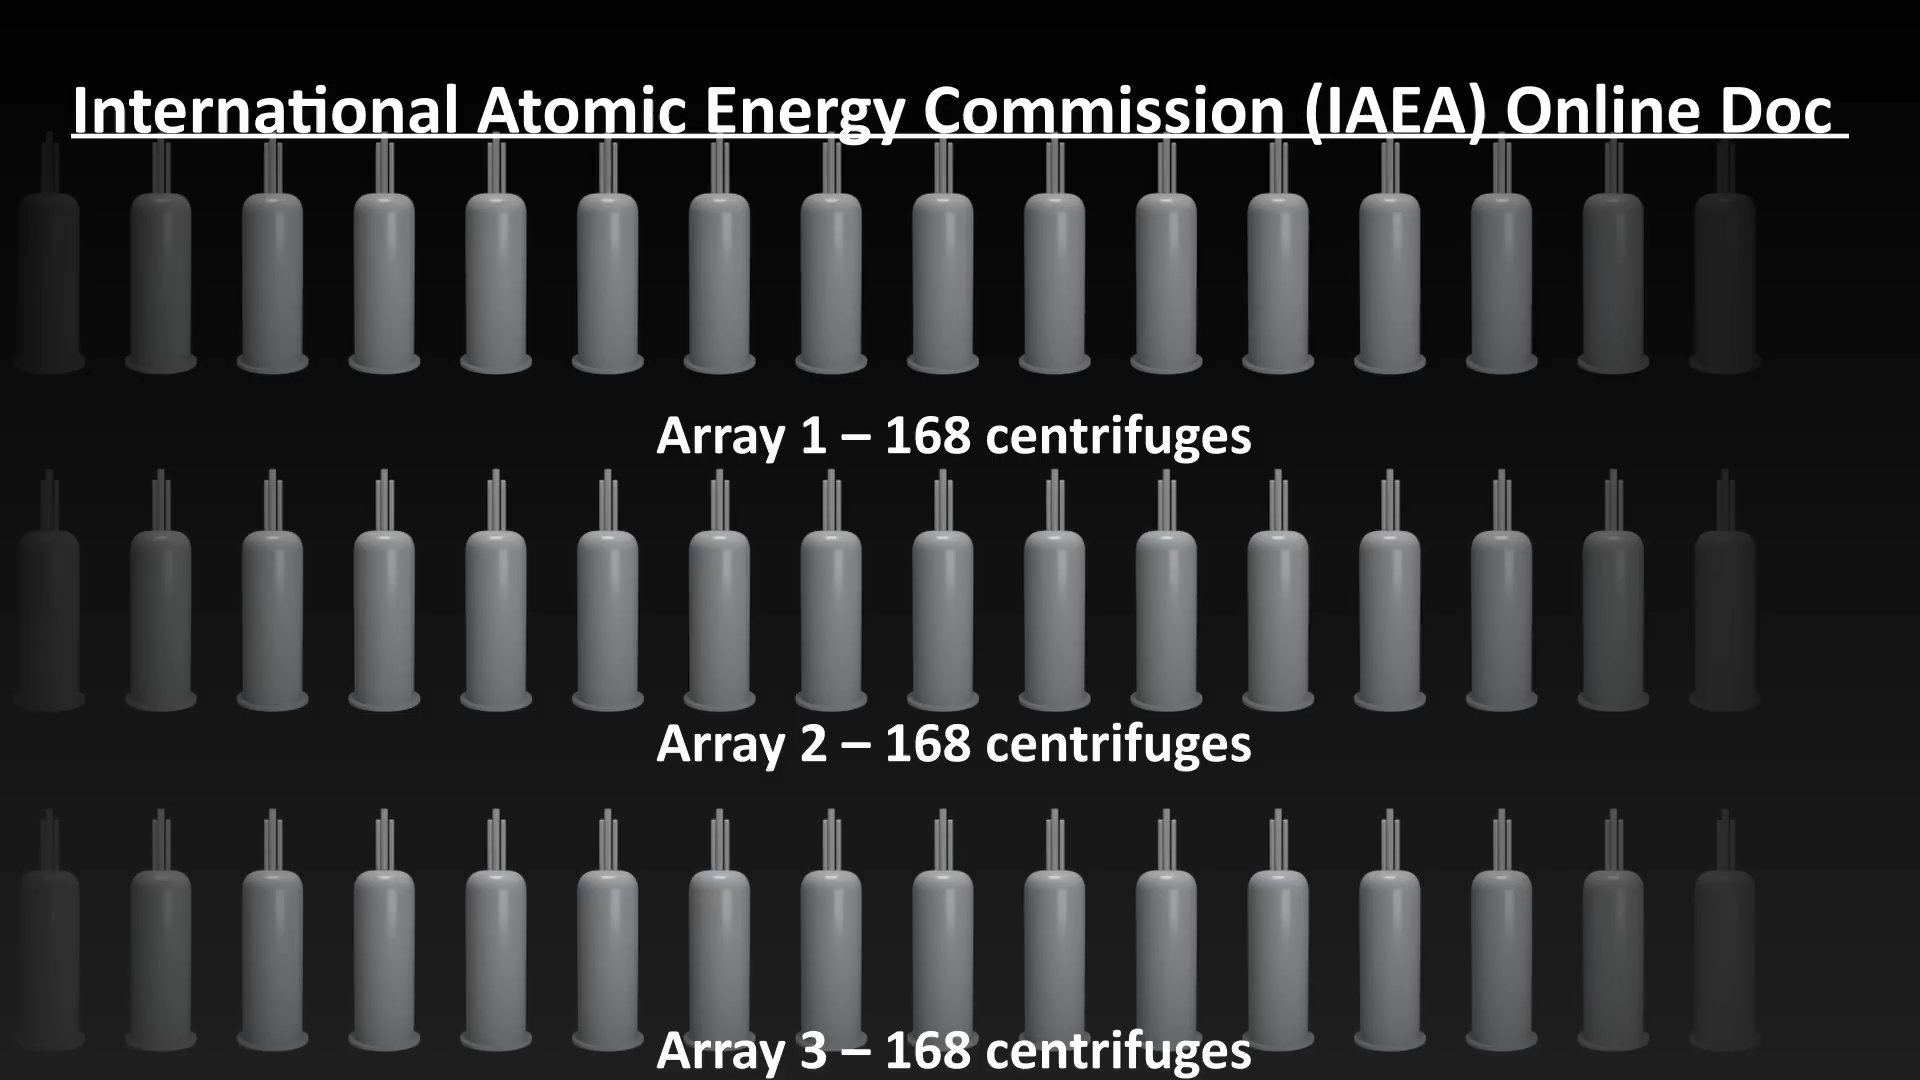 International Atomic Energy Commission (IAEA) Online Doc
Array 1 – 168 centrifuges
Array 2 – 168 centrifuges
Array 3 – 168 centrifuges